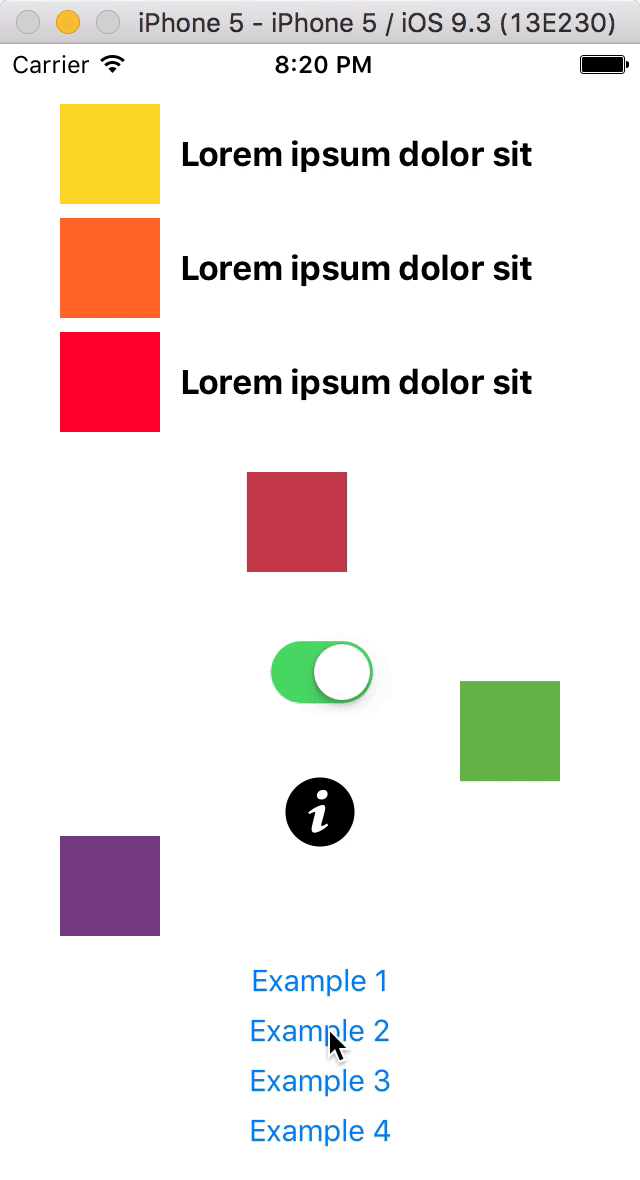 iPhone 5 - iPhone 5 / iOS 9.3 (13E230)
Carrier 8:20 PM
Lorem ipsum dolor sit
Lorem ipsum dolor sit
Lorem ipsum dolor sit
i
Example 1
Example 2
Example 3
Example 4